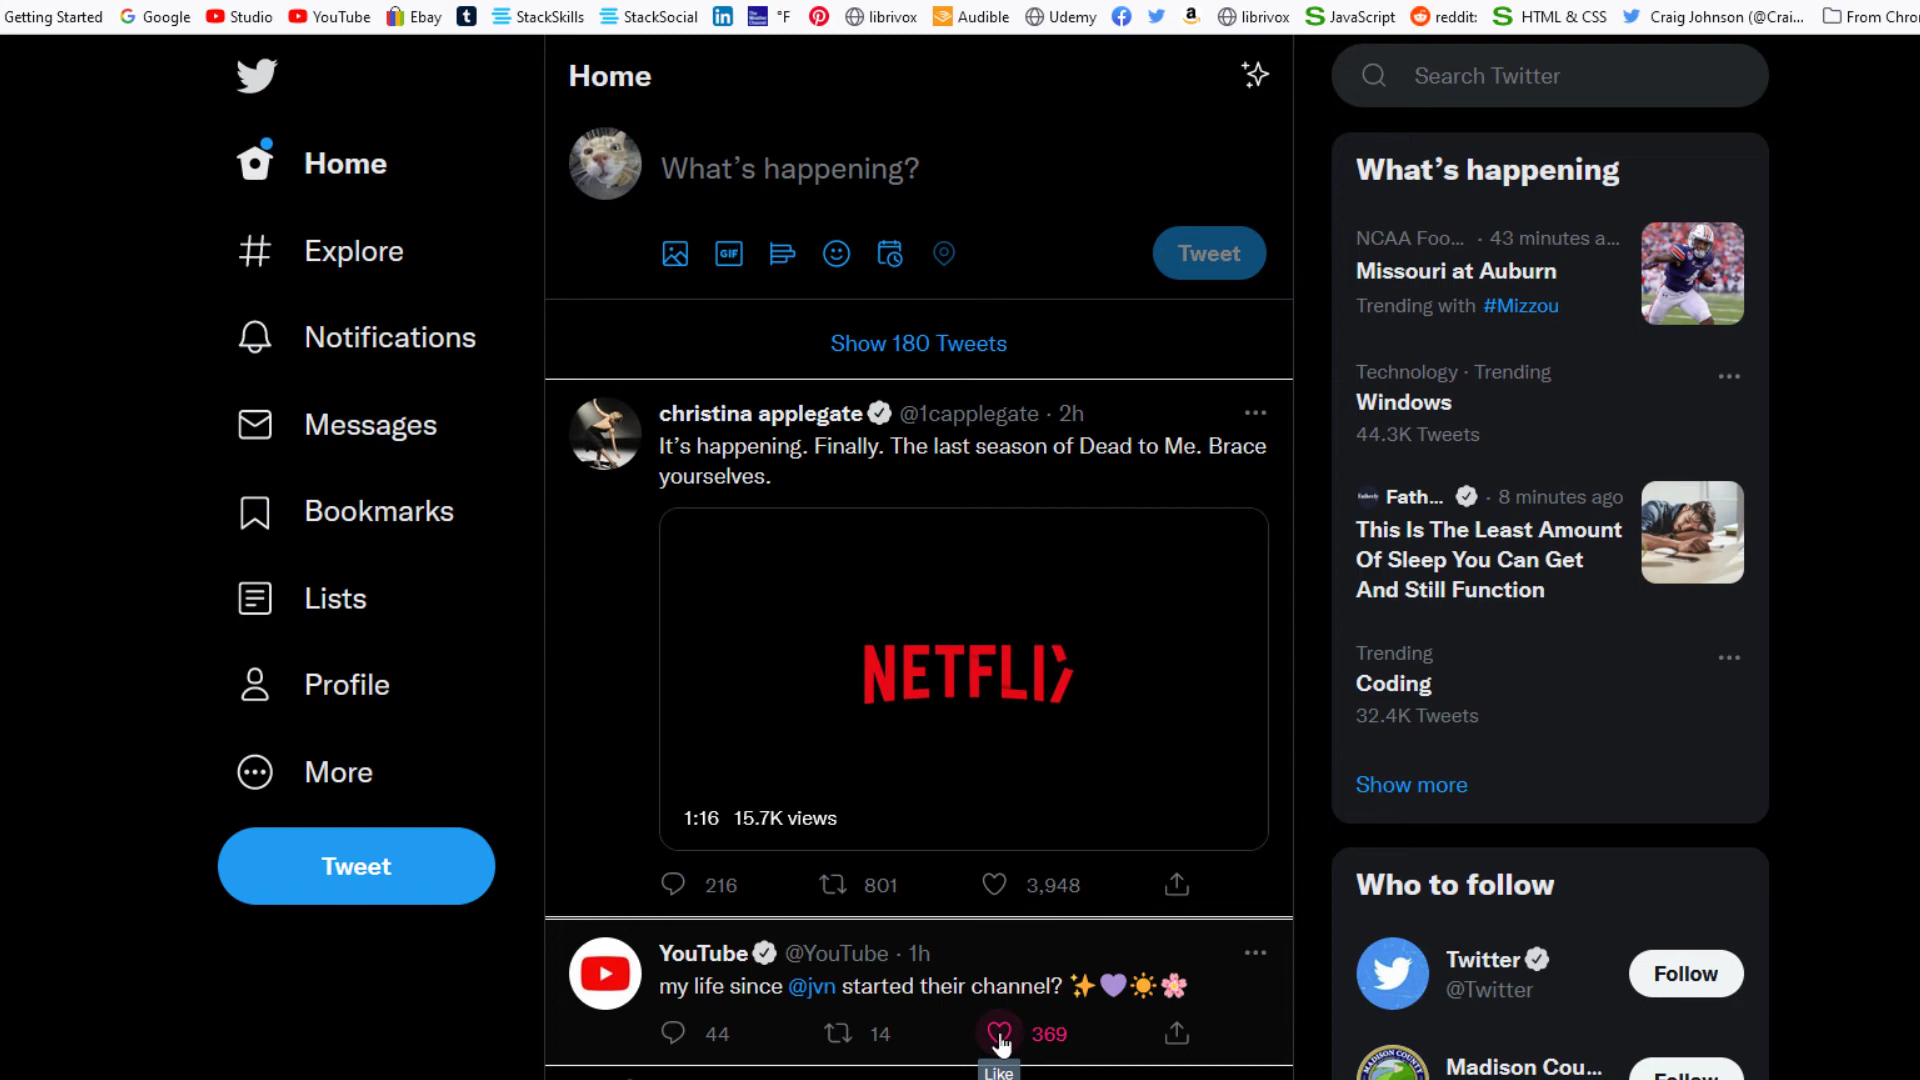 Getting Started Google Studio YouTube Ebay t StackSkills StackSocial in °F librivox Audible Udemy librivox JavaScript reddit: HTML & CSS Craig Johnson (@Crai... From Chro
Home
Home
Explore
Notifications
Messages
Bookmarks
Lists
Profile
More
Tweet
What’s happening?
GIF
Tweet
Show 180 Tweets
christina applegate @1capplegate · 2h
It’s happening. Finally. The last season of Dead to Me. Brace
yourselves.
NETFLIX
1:16 15.7K views
216 801 3,948
YouTube @YouTube · 1h
my life since @jvn started their channel? ✨💜☀️🌸
44 14 369
Like
Search Twitter
What’s happening
NCAA Foo... · 43 minutes a...
Missouri at Auburn
Trending with #Mizzou
Technology · Trending
Windows
44.3K Tweets
Fath... · 8 minutes ago
This Is The Least Amount
Of Sleep You Can Get
And Still Function
Trending
Coding
32.4K Tweets
Show more
Who to follow
Twitter
@Twitter
Follow
Madison Cou...
Follow
MADISON COUNTY